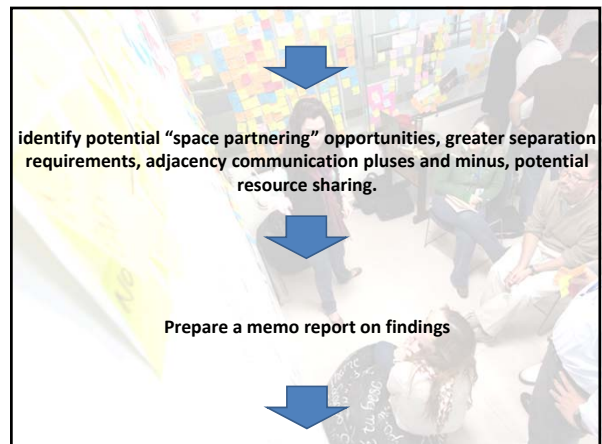 identify potential “space partnering” opportunities, greater separation
requirements, adjacency communication pluses and minus, potential
resource sharing.
Prepare a memo report on findings
NO